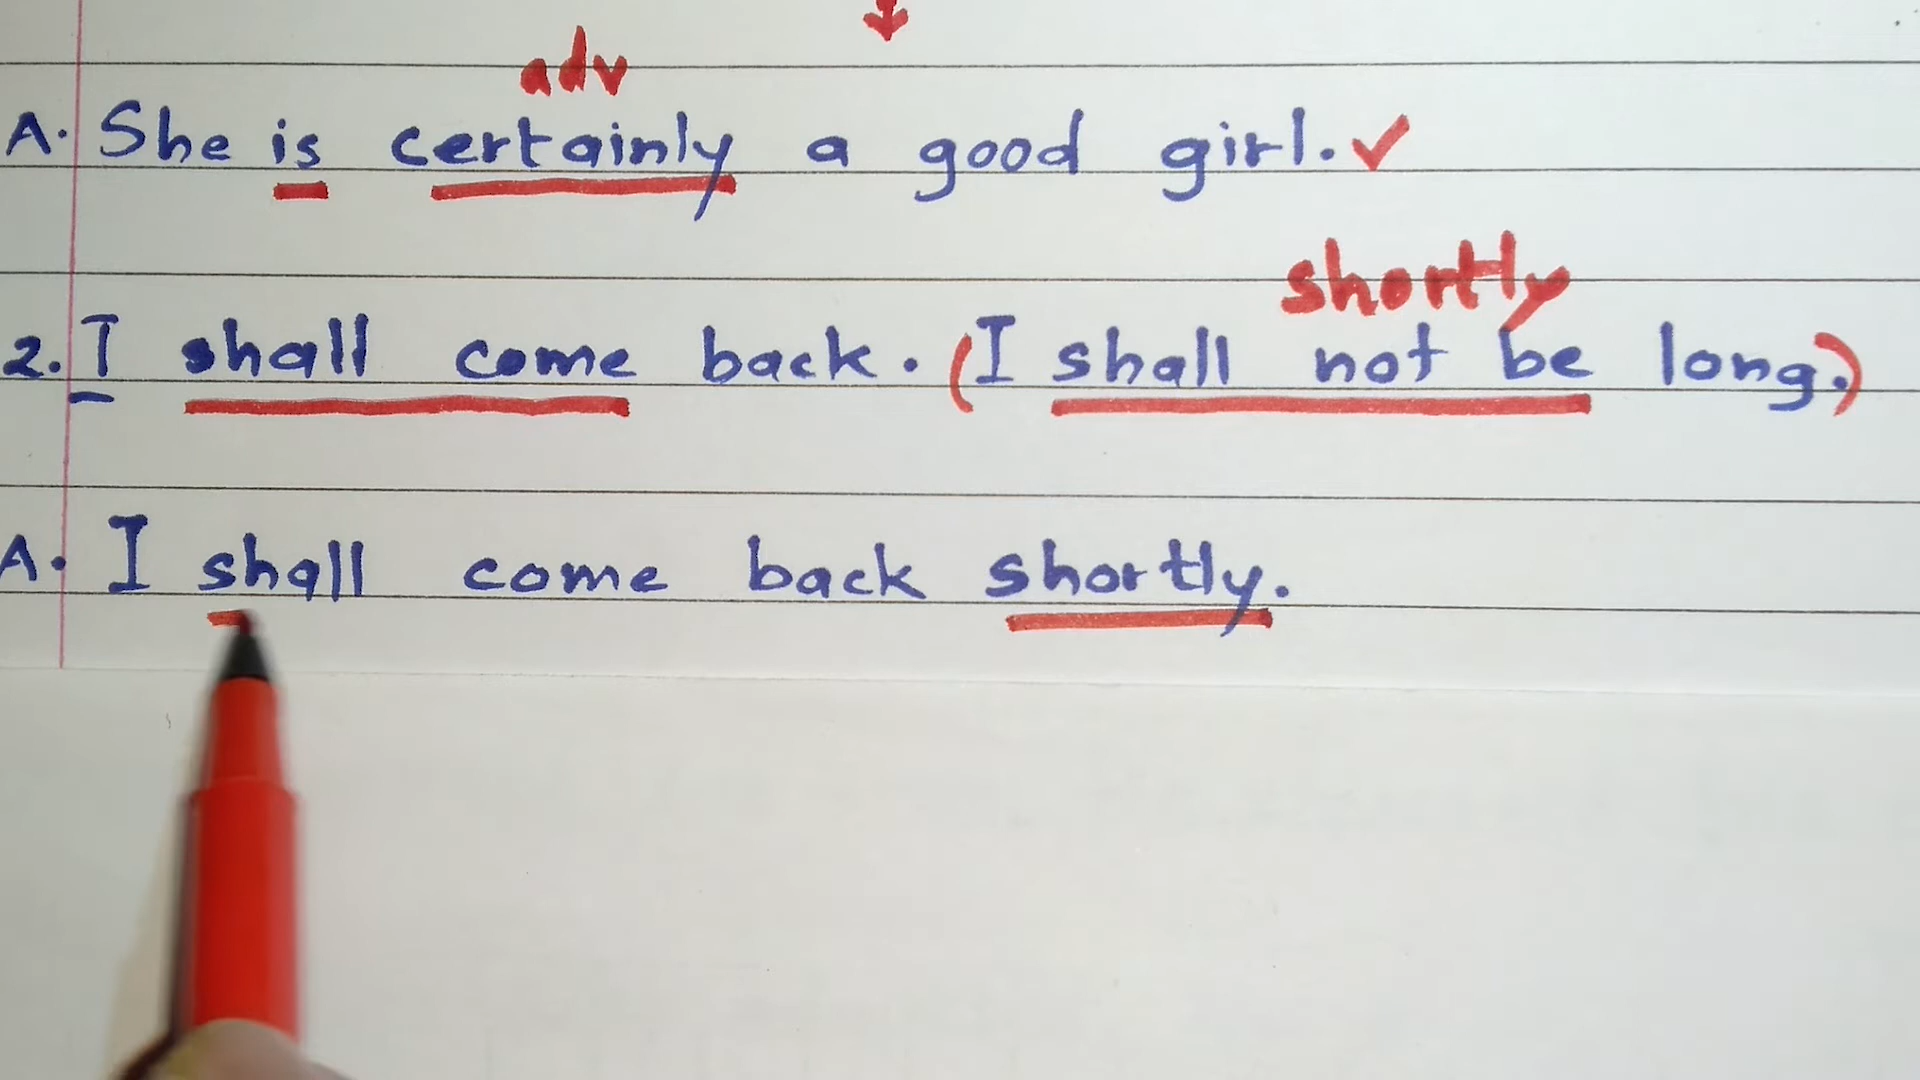 adv
A. She is certainly a good girl.✓
shortly
2. I shall come back. (I shall not be long.)
A. I shall come back shortly.